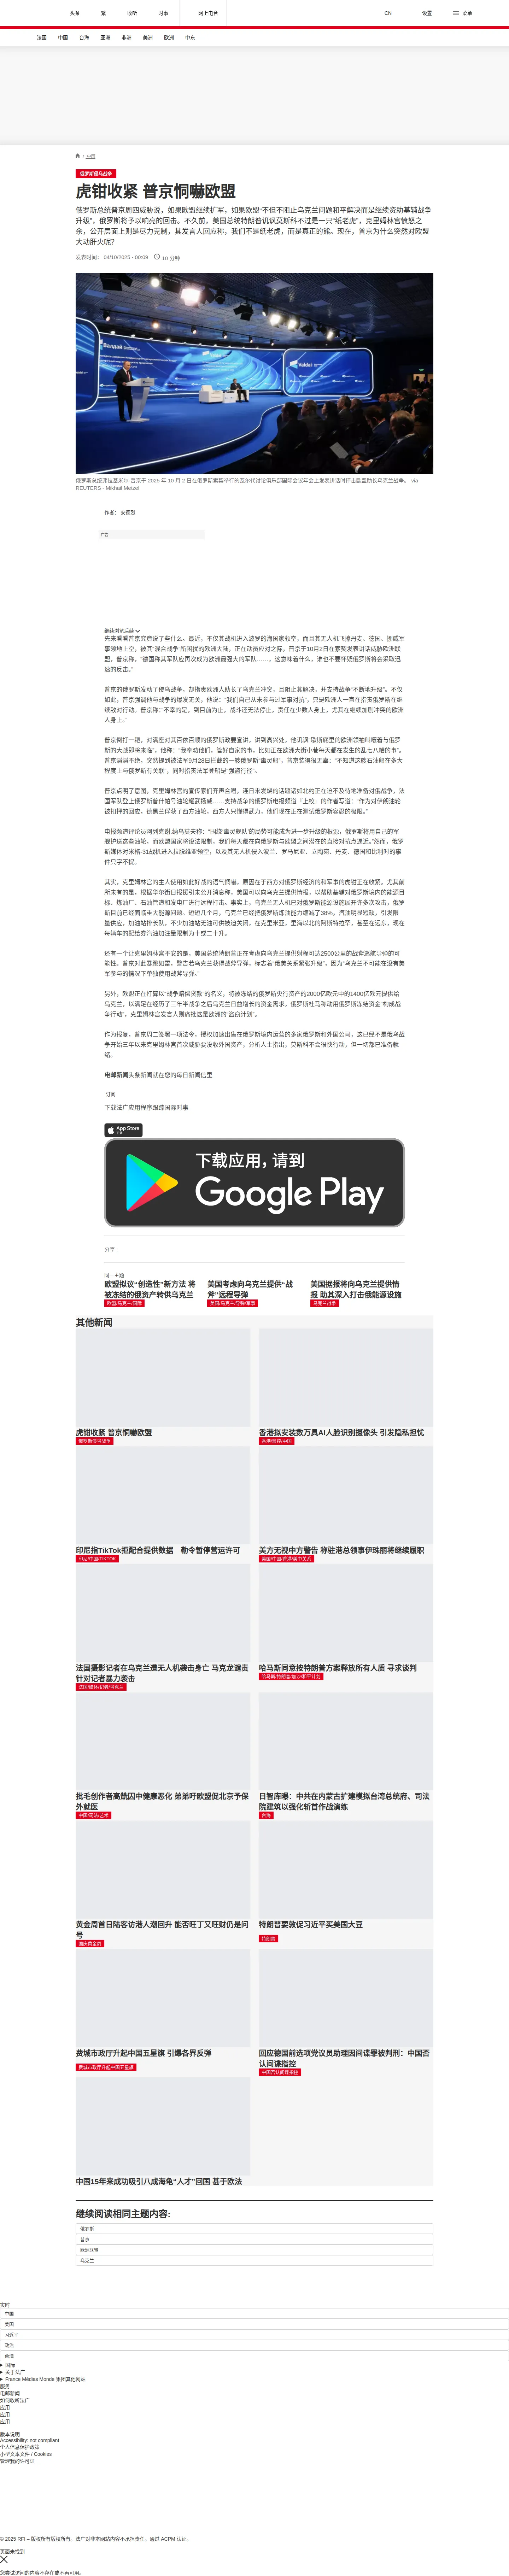 头条 繁 收听 时事 网上电台 CN 设置 菜单
法国 中国 台海 亚洲 非洲 美洲 欧洲 中东
/ 中国
俄罗斯侵乌战争
虎钳收紧 普京恫嚇欧盟
俄罗斯总统普京周四威胁说，如果欧盟继续扩军，如果欧盟“不但不阻止乌克兰问题和平解决而是继续资助基辅战争
升级”，俄罗斯将予以响亮的回击。不久前，美国总统特朗普讥讽莫斯科不过是一只“纸老虎”，克里姆林宫愤怒之
余，公开层面上则是尽力克制，其发言人回应称，我们不是纸老虎，而是真正的熊。现在，普京为什么突然对欧盟
大动肝火呢？
发表时间： 04/10/2025 - 00:09 10 分钟
俄罗斯总统弗拉基米尔·普京于 2025 年 10 月 2 日在俄罗斯索契举行的瓦尔代讨论俱乐部国际会议年会上发表讲话时抨击欧盟助长乌克兰战争。 via
REUTERS - Mikhail Metzel
作者： 安德烈
广告
继续浏览后续
先来看看普京究竟说了些什么。最近，不仅其战机进入波罗的海国家领空，而且其无人机飞掠丹麦、德国、挪威军
事领地上空，被其“混合战争”所困扰的欧洲大陆，正在动员应对之际。普京于10月2日在索契发表讲话威胁欧洲联
盟，普京称，“德国称其军队应再次成为欧洲最强大的军队……，这意味着什么，谁也不要怀疑俄罗斯将会采取迅
速的反击。”
普京的俄罗斯发动了侵乌战争，却指责欧洲人助长了乌克兰冲突，且阻止其解决，并支持战争“不断地升级”，不仅
如此，普京强调他与战争的爆发无关，他说：“我们自己从未参与过军事对抗”，只是欧洲人一直在指责俄罗斯在继
续敌对行动。普京称：“不幸的是，到目前为止，战斗还无法停止，责任在少数人身上，尤其在继续加剧冲突的欧洲
人身上。”
普京倒打一耙，对满座对其百依百顺的俄罗斯政要宣讲，讲到高兴处，他讥讽“歇斯底里的欧洲领袖叫嚷着与俄罗
斯的大战即将来临”，他称：“我奉劝他们，管好自家的事，比如正在欧洲大街小巷每天都在发生的乱七八糟的事”。
普京滔滔不绝，突然提到被法军9月28日拦截的一艘俄罗斯“幽灵船”，普京装得很无辜：“不知道这艘石油船在多大
程度上与俄罗斯有关联”，同时指责法军登船是“强盗行径”。
普京点明了意图，克里姆林宫的宣传家们齐声合唱，连日来发烧的话题诸如北约正在迫不及待地准备对俄战争，法
国军队登上俄罗斯普什帕号油轮耀武扬威……支持战争的俄罗斯电报频道「上校」的作者写道：“作为对伊朗油轮
被扣押的回应，德黑兰俘获了西方油轮，西方人只懂得武力，他们现在正在测试俄罗斯容忍的极限。”
电报频道评论员阿列克谢.纳乌莫夫称：“围绕‘幽灵舰队’的局势可能成为进一步升级的根源，俄罗斯将用自己的军
舰护送这些油轮，而欧盟国家将设法限制。我们每天都在向俄罗斯与欧盟之间潜在的直接对抗点逼近。”然而，俄罗
斯媒体对米格-31战机进入拉脱维亚领空，以及其无人机侵入波兰、罗马尼亚、立陶宛、丹麦、德国和比利时的事
件只字不提。
其实，克里姆林宫的主人使用如此好战的语气恫嚇，原因在于西方对俄罗斯经济的和军事的虎钳正在收紧。尤其前
所未有的是，根据华尔街日报援引未公开消息称，美国可以向乌克兰提供情报，以帮助基辅对俄罗斯境内的能源目
标、炼油厂、石油管道和发电厂进行远程打击。事实上，乌克兰无人机已对俄罗斯能源设施展开许多次攻击，俄罗
斯目前已经面临重大能源问题。短短几个月，乌克兰已经把俄罗斯炼油能力缩减了38%，汽油明显短缺，引发限
量供应，加油站排长队，不少加油站无油可供被迫关闭，在克里米亚，里海以北的阿斯特拉罕，甚至在远东，现在
每辆车的配给券汽油加注量限制为十或二十升。
还有一个让克里姆林宫不安的是，美国总统特朗普正在考虑向乌克兰提供射程可达2500公里的战斧巡航导弹的可
能性。普京对此暴跳如雷，警告若乌克兰获得战斧导弹，标志着“俄美关系紧张升级”，因为“乌克兰不可能在没有美
军参与的情况下单独使用战斧导弹。”
另外，欧盟正在打算以“战争赔偿贷款”的名义，将被冻结的俄罗斯央行资产的2000亿欧元中的1400亿欧元提供给
乌克兰，以满足在经历了三年半战争之后乌克兰日益增长的资金需求。俄罗斯杜马称动用俄罗斯冻结资金“构成战
争行动”，克里姆林宫发言人则痛批这是欧洲的“盗窃计划”。
作为报复，普京周二签署一项法令，授权加速出售在俄罗斯境内运营的多家俄罗斯和外国公司，这已经不是俄乌战
争开始三年以来克里姆林宫首次威胁要没收外国资产，分析人士指出，莫斯科不会很快行动，但一切都已准备就
绪。
电邮新闻头条新闻就在您的每日新闻信里
订阅
下载法广应用程序跟踪国际时事
App Store
下载
下载应用，请到
Google Play
分享 :
同一主题
欧盟拟议“创造性”新方法 将
被冻结的俄资产转供乌克兰
欧盟/乌克兰/国际
美国考虑向乌克兰提供“战
斧”远程导弹
美国/乌克兰/导弹/军事
美国据报将向乌克兰提供情
报 助其深入打击俄能源设施
乌克兰战争
其他新闻
虎钳收紧 普京恫嚇欧盟
俄罗斯侵乌战争
香港拟安装数万具AI人脸识别摄像头 引发隐私担忧
香港/监控/中国
印尼指TikTok拒配合提供数据　勒令暂停营运许可
印尼/中国/TIKTOK
美方无视中方警告 称驻港总领事伊珠丽将继续履职
美国/中国/香港/美中关系
法国摄影记者在乌克兰遭无人机袭击身亡 马克龙谴责
针对记者暴力袭击
法国/媒体/记者/乌克兰
哈马斯同意按特朗普方案释放所有人质 寻求谈判
哈马斯/特朗普/加沙和平计划
批毛创作者高兟囚中健康恶化 弟弟吁欧盟促北京予保
外就医
中国/司法/艺术
日智库曝：中共在内蒙古扩建模拟台湾总统府、司法
院建筑以强化斩首作战演练
台海
黄金周首日陆客访港人潮回升 能否旺丁又旺财仍是问
号
国庆黄金周
特朗普要敦促习近平买美国大豆
特朗普
费城市政厅升起中国五星旗 引爆各界反弹
费城市政厅升起中国五星旗
回应德国前选项党议员助理因间谍罪被判刑：中国否
认间谍指控
中国否认间谍指控
中国15年来成功吸引八成海龟“人才”回国 甚于欧法
继续阅读相同主题内容:
俄罗斯
普京
欧洲联盟
乌克兰
实时
中国
美国
习近平
政治
台湾
国际
关于法广
France Médias Monde 集团其他网站
服务
电邮新闻
如何收听法广
应用
应用
应用
版本说明
Accessibility: not compliant
个人信息保护政策
小型文本文件 / Cookies
管理我的许可证
© 2025 RFI – 版权所有版权所有。法广对非本网站内容不承担责任。通过 ACPM 认证。
页面未找到
您尝试访问的内容不存在或不再可用。